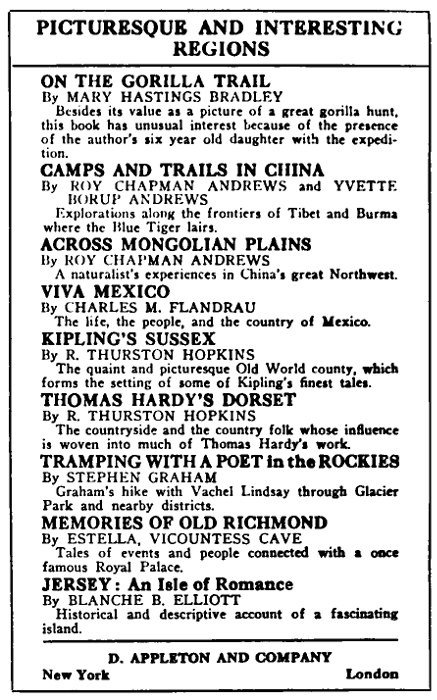 PICTURESQUE AND INTERESTING
REGIONS
ON THE GORILLA TRAIL
By MARY HASTINGS BRADLEY
Besides its value as a picture of a great gorilla hunt,
this book has unusual interest because of the presence
of the author's six year old daughter with the expedi-
tion.
CAMPS AND TRAILS IN CHINA
By ROY CHAPMAN ANDREWS and YVETTE
BORUP ANDREWS
Explorations along the frontiers of Tibet and Burma
where the Blue Tiger lairs.
ACROSS MONGOLIAN PLAINS
By ROY CHAPMAN ANDREWS
A naturalist's experiences in China's great Northwest.
VIVA MEXICO
By CHARLES M. FLANDRAU
The life, the people, and the country of Mexico.
KIPLING'S SUSSEX
By R. THURSTON HOPKINS
The quaint and picturesque Old World county, which
forms the setting of some of Kipling's finest tales.
THOMAS HARDY'S DORSET
By R. THURSTON HOPKINS
The countryside and the country folk whose influence
is woven into much of Thomas Hardy's work.
TRAMPING WITH A POET in the ROCKIES
By STEPHEN GRAHAM
Graham's hike with Vachel Lindsay through Glacier
Park and nearby districts.
MEMORIES OF OLD RICHMOND
By ESTELLA, VICOUNTESS CAVE
Tales of events and people connected with a once
famous Royal Palace.
JERSEY: An Isle of Romance
By BLANCHE B. ELLIOTT
Historical and descriptive account of a fascinating
island.
D. APPLETON AND COMPANY
New York London